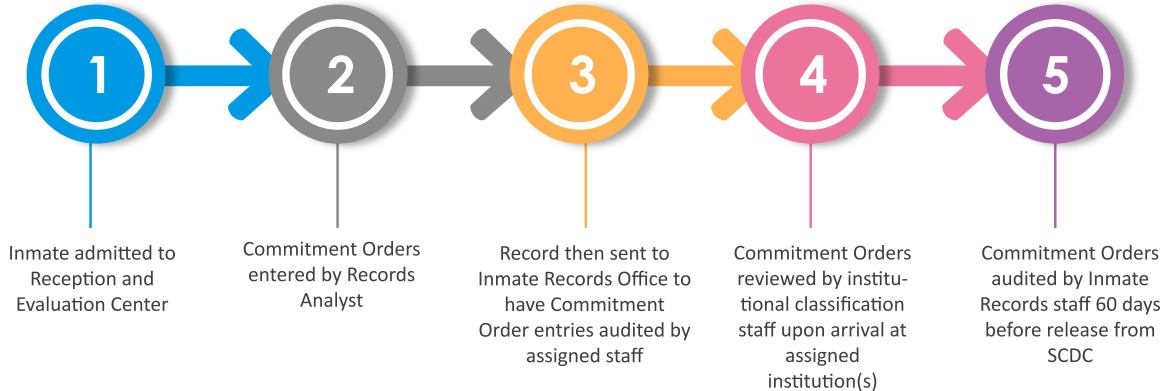 1
2
3
4
5
Inmate admitted to
Reception and
Evaluation Center
Commitment Orders
entered by Records
Analyst
Record then sent to
Inmate Records Office to
have Commitment
Order entries audited by
assigned staff
Commitment Orders
reviewed by institu-
tional classification
staff upon arrival at
assigned
institution(s)
Commitment Orders
audited by Inmate
Records staff 60 days
before release from
SCDC